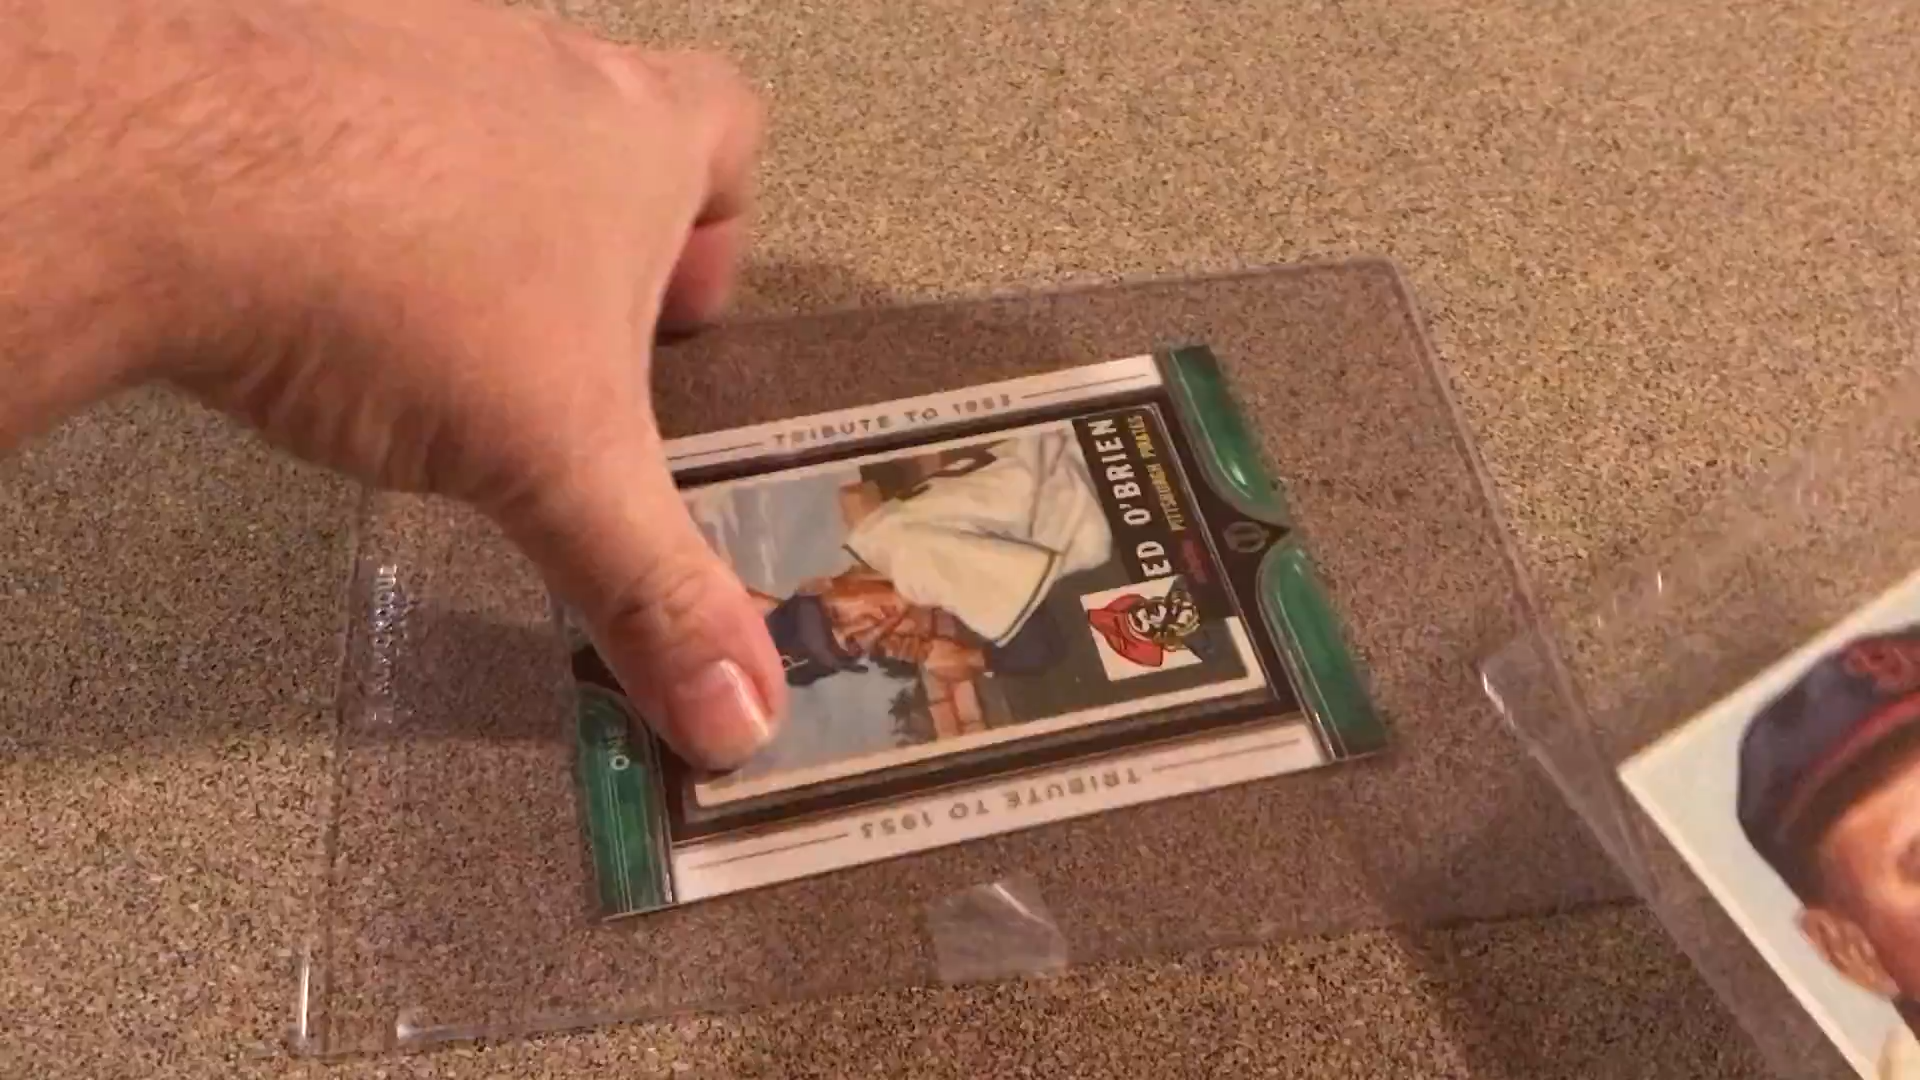 TRIBUTE TO 1953
ED O'BRIEN
PITTSBURGH PIRATES
P
TRIBUTE TO 1953
ONE